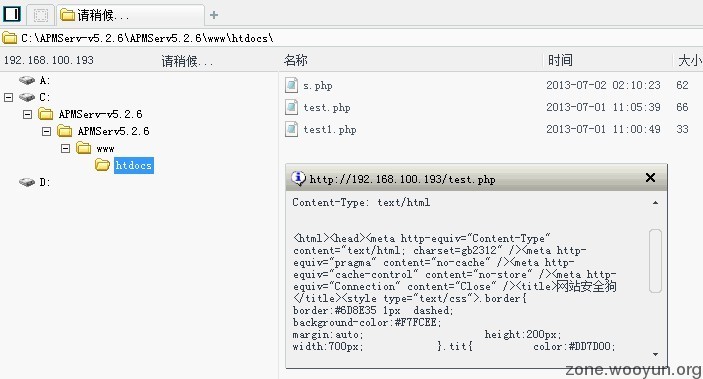 请稍候...
C:\APMServ-v5.2.6\APMServ5.2.6\www\htdocs\
192.168.100.193 请稍候... 名称 时间 大小
A:
C:
APMServ-v5.2.6
APMServ5.2.6
www
htdocs
D:
s.php 2013-07-02 02:10:23 62
test.php 2013-07-01 11:05:39 66
test1.php 2013-07-01 11:00:49 33
http://192.168.100.193/test.php
Content-Type: text/html
<html><head><meta http-equiv="Content-Type"
content="text/html; charset=gb2312" /><meta http-
equiv="pragma" content="no-cache" /><meta http-
equiv="cache-control" content="no-store" /><meta http-
equiv="Connection" content="Close" /><title>网站安全狗
</title><style type="text/css">.border{
border:#6D8E35 1px dashed;
background-color:#F7FCEE;
margin:auto; height:200px;
width:700px; }.tit{ color:#DD7D00;
zone.wooyun.org